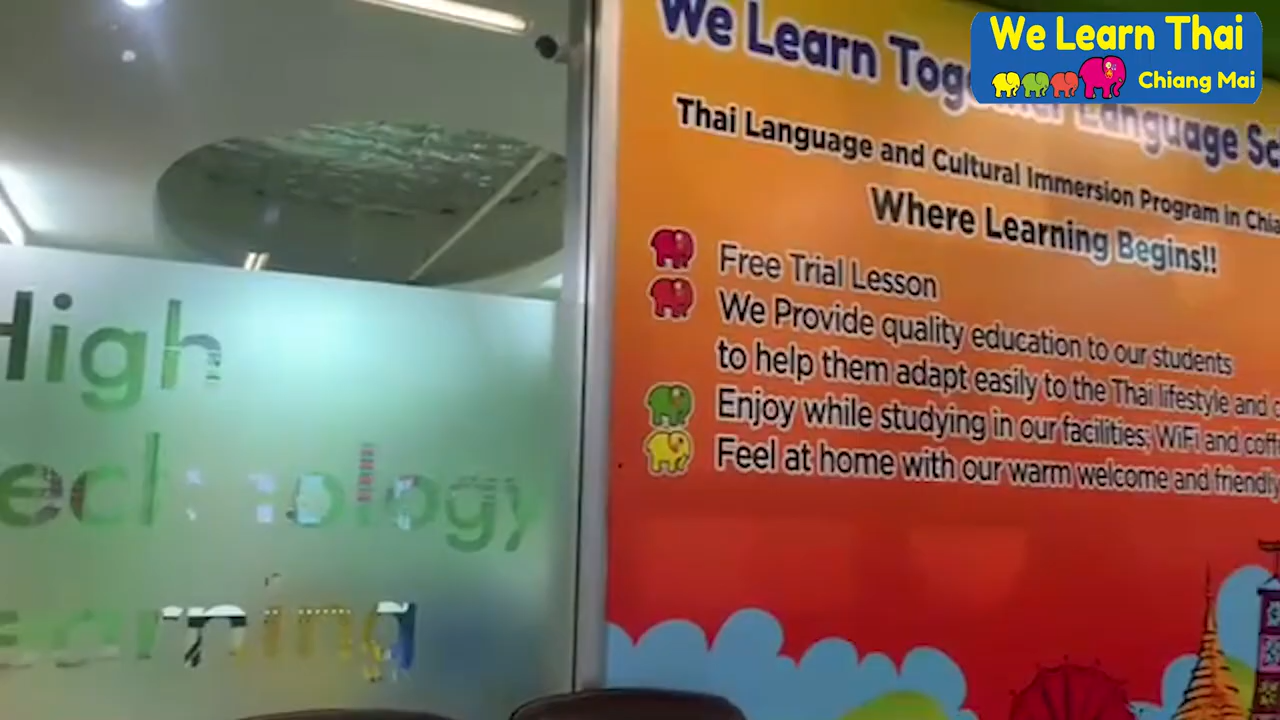 We Learn Thai
Chiang Mai
We Learn Language
Thai Language and Cultural Immersion Program in
Where Learning Begins!!
Free Trial Lesson
We Provide quality education to our students
to help them adapt easily to the Thai lifestyle and
Enjoy while studying in our facilities; WiFi and
Feel at home with our warm welcome and friendly
High